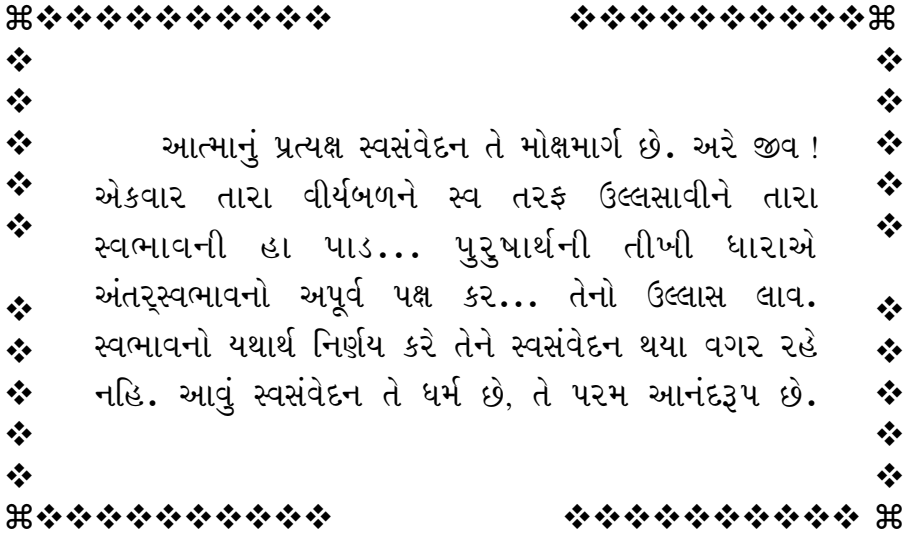 આત્માનું પ્રત્યક્ષ સ્વસંવેદન તે મોક્ષમાર્ગ છે. અરે જીવ !
એકવાર તારા વીર્યબળને સ્વ તરફ ઉલ્લસાવીને તારા
સ્વભાવની હા પાડ... પુરુષાર્થની તીખી ધારાએ
અંતર્સ્વભાવનો અપૂર્વ પક્ષ કર... તેનો ઉલ્લાસ લાવ.
સ્વભાવનો યથાર્થ નિર્ણય કરે તેને સ્વસંવેદન થયા વગર રહે
નહિ. આવું સ્વસંવેદન તે ધર્મ છે, તે પરમ આનંદરૂપ છે.